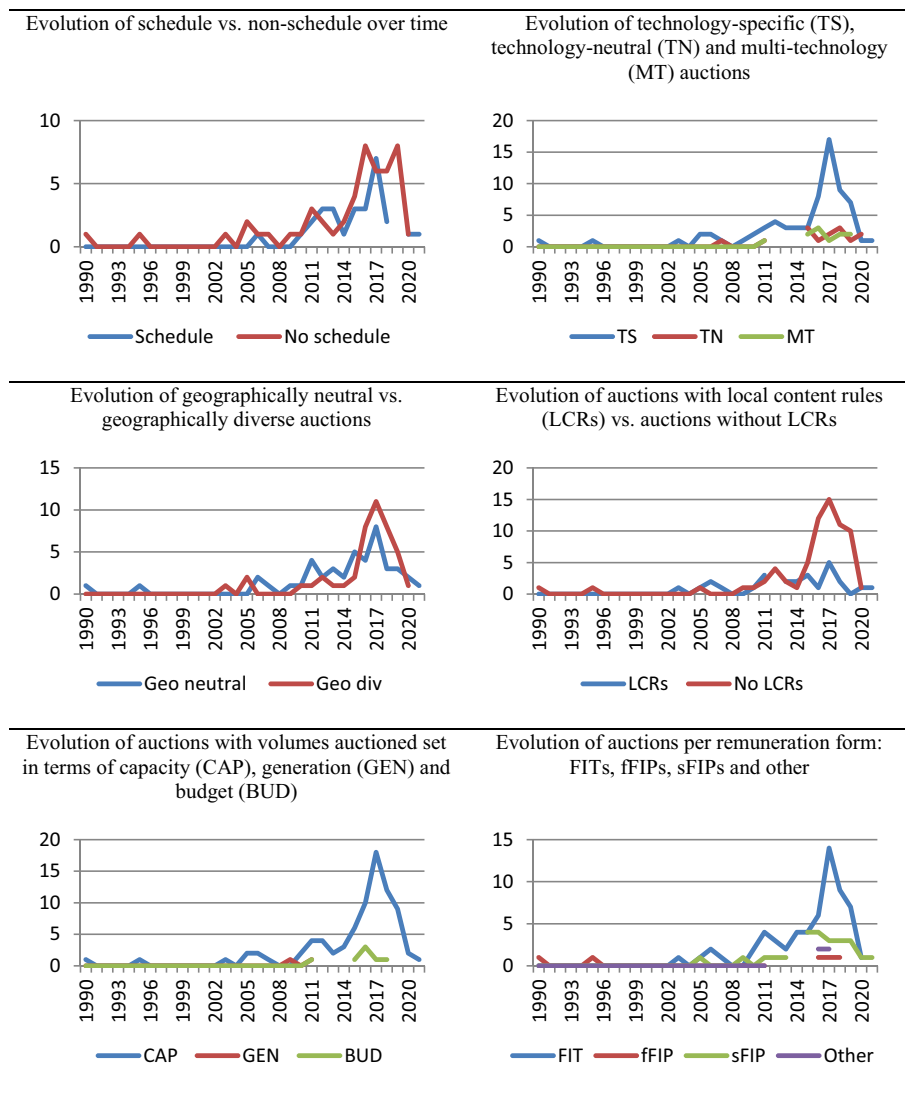 Evolution of schedule vs. non-schedule over time
10
5
0
1990 1993 1996 1999 2002 2005 2008 2011 2014 2017 2020
Schedule No schedule
Evolution of technology-specific (TS),
technology-neutral (TN) and multi-technology
(MT) auctions
20
15
10
5
0
1990 1993 1996 1999 2002 2005 2008 2011 2014 2017 2020
TS TN MT
Evolution of geographically neutral vs.
geographically diverse auctions
15
10
5
0
1990 1993 1996 1999 2002 2005 2008 2011 2014 2017 2020
Geo neutral Geo div
Evolution of auctions with local content rules
(LCRs) vs. auctions without LCRs
20
15
10
5
0
1990 1993 1996 1999 2002 2005 2008 2011 2014 2017 2020
LCRs No LCRs
Evolution of auctions with volumes auctioned set
in terms of capacity (CAP), generation (GEN) and
budget (BUD)
20
15
10
5
0
1990 1993 1996 1999 2002 2005 2008 2011 2014 2017 2020
CAP GEN BUD
Evolution of auctions per remuneration form:
FITs, fFIPs, sFIPs and other
15
10
5
0
1990 1993 1996 1999 2002 2005 2008 2011 2014 2017 2020
FIT fFIP sFIP Other